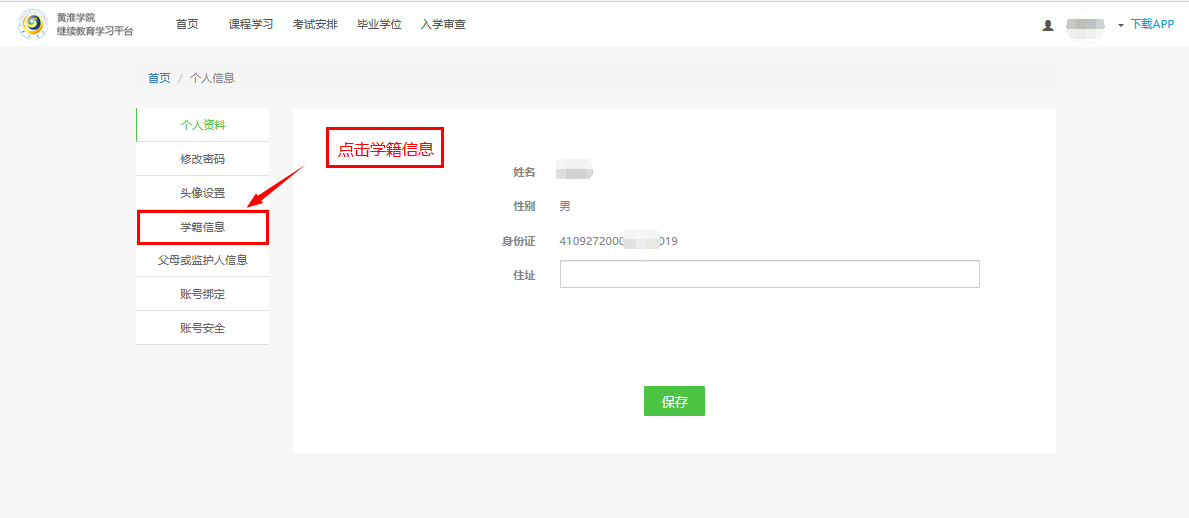 黄淮学院
继续教育学习平台
首页 课程学习 考试安排 毕业学位 入学审查
下载APP
首页 / 个人信息
个人资料
修改密码
头像设置
学籍信息
父母或监护人信息
账号绑定
账号安全
点击学籍信息
姓名
性别 男
身份证 4109272000 019
住址
保存